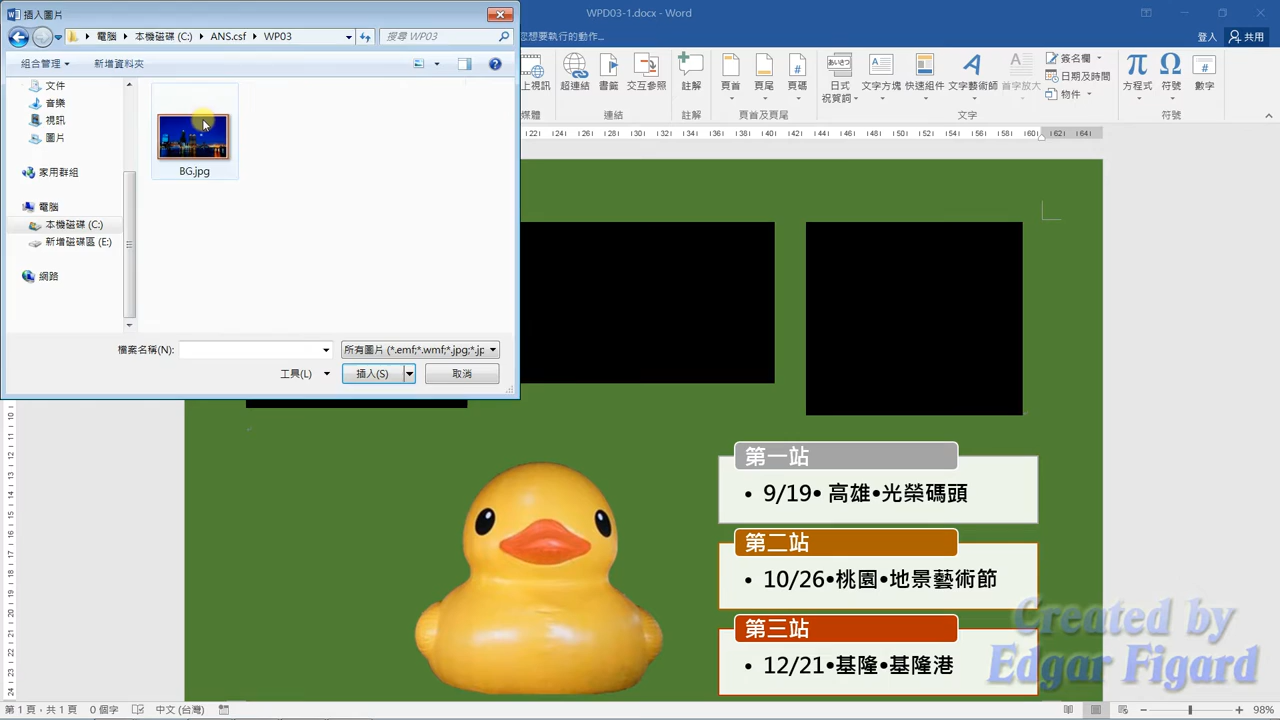 插入圖片
WPD03-1.docx - Word
電腦 本機磁碟 (C:) ANS.csf WP03
搜尋 WP03
您想要執行的動作...
登入 共用
組合管理 新增資料夾
文件
音樂
視訊
圖片
家用群組
電腦
本機磁碟 (C:)
新增磁碟區 (E:)
網路
BG.jpg
檔案名稱(N):
所有圖片 (*.emf;*.wmf;*.jpg;*.jp
工具(L) 插入(S) 取消
上視訊 超連結 書籤 交互參照 註解 頁首 頁尾 頁碼 日式 文字方塊 快速組件 文字藝術師 首字放大 簽名欄 方程式 符號 數字
祝賀詞
日期及時間
物件
連結 註解 頁首及頁尾 文字 符號
第一站
• 9/19• 高雄•光榮碼頭
第二站
• 10/26•桃園•地景藝術節
第三站
• 12/21•基隆•基隆港
Created by
Edgar Figard
第 1 頁，共 1 頁 0 個字 中文 (台灣) 98%